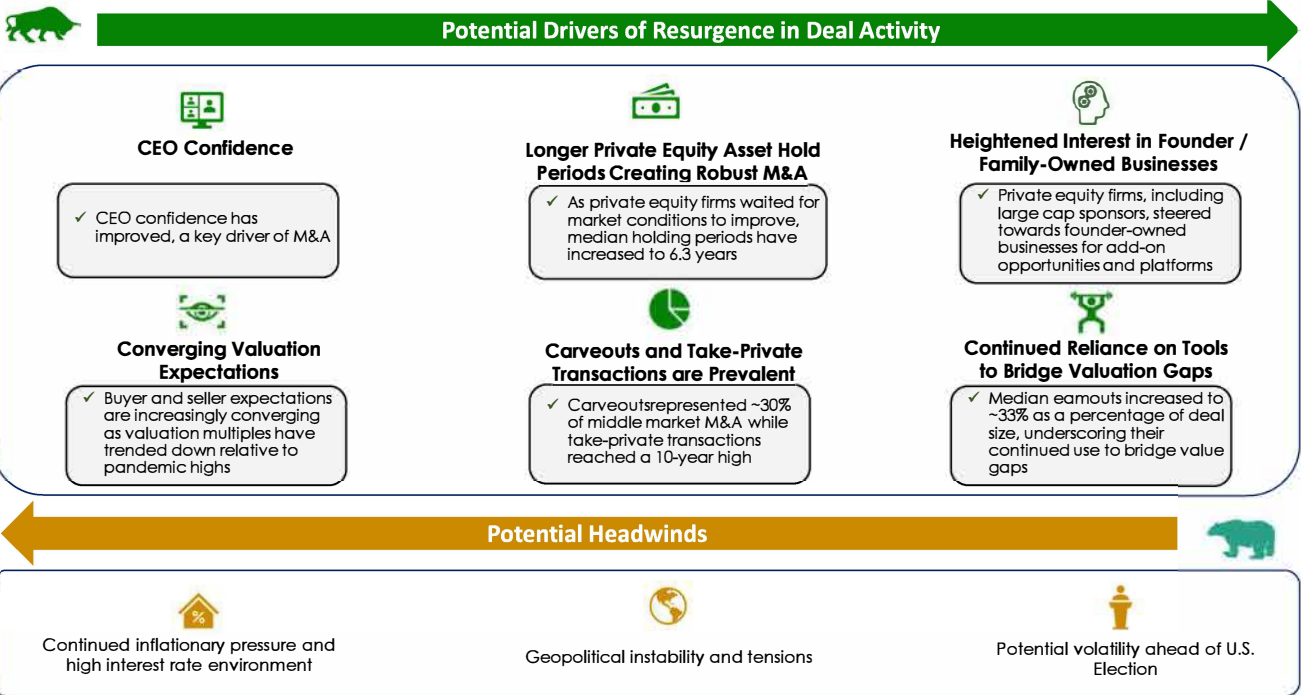 Potential Drivers of Resurgence in Deal Activity
CEO Confidence
✓ CEO confidence has
improved, a key driver of M&A
Longer Private Equity Asset Hold
Periods Creating Robust M&A
✓ As private equity firms waited for
market conditions to improve,
median holding periods have
increased to 6.3 years
Heightened Interest in Founder /
Family-Owned Businesses
✓ Private equity firms, including
large cap sponsors, steered
towards founder-owned
businesses for add-on
opportunities and platforms
Converging Valuation
Expectations
✓ Buyer and seller expectations
are increasingly converging
as valuation multiples have
trended down relative to
pandemic highs
Carveouts and Take-Private
Transactions are Prevalent
✓ Carveoutsrepresented ~30%
of middle market M&A while
take-private transactions
reached a 10-year high
Continued Reliance on Tools
to Bridge Valuation Gaps
✓ Median eamouts increased to
~33% as a percentage of deal
size, underscoring their
continued use to bridge value
gaps
Potential Headwinds
%
Continued inflationary pressure and
high interest rate environment
Geopolitical instability and tensions
Potential volatility ahead of U.S.
Election